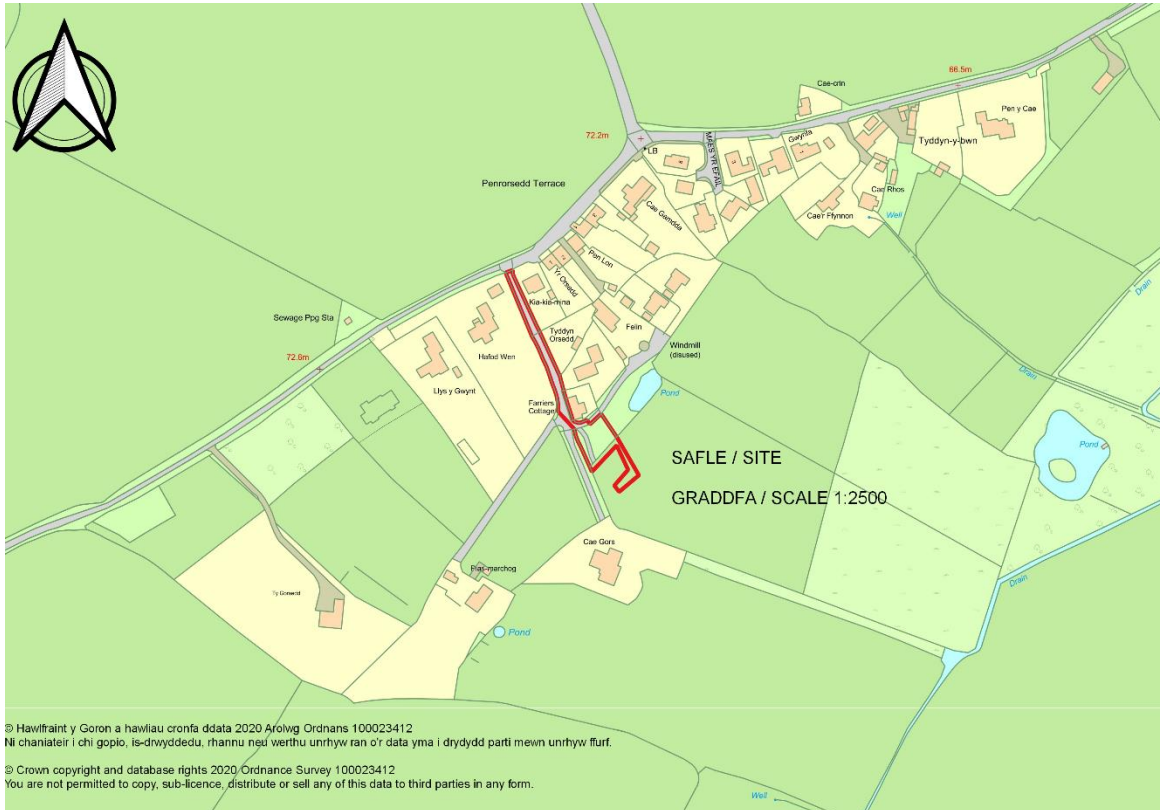 66.5m
Cae-crin
Pen y Cae
Tyddyn-y-bwn
72.2m
LB
MAES YR EFAIL
Gwynlla
Penrorsedd Terrace
Cae Gamdda
Cae Rhos
Cae'r Ffynnon
Well
Pen Lon
Yr Orsedd
Kia-kia-mina
Drain
Sewage Ppg Sta
Tyddyn
Orsedd
Felin
Windmill
(disused)
Hafod Wen
72.8m
Llys y Gwynt
Drain
Pond
Farriers
Cottage
Pond
SAFLE / SITE
GRADDFA / SCALE 1:2500
Cae Gors
Plas-marchog
Drain
Pond
© Hawlfraint y Goron a hawliau cronfa ddata 2020 Arolwg Ordnans 100023412
Ni chaniateir i chi gopio, is-drwyddedu, rhannu neu werthu unrhyw ran o'r data yma i drydydd parti mewn unrhyw ffurf.
© Crown copyright and database rights 2020 Ordnance Survey 100023412
You are not permitted to copy, sub-licence, distribute or sell any of this data to third parties in any form.
Well